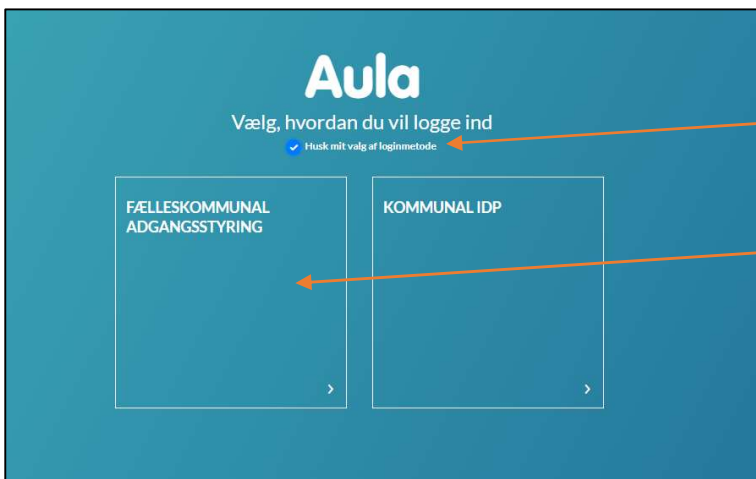 Aula
Vælg, hvordan du vil logge ind
Husk mit valg af loginmetode
FÆLLESKOMMUNAL
ADGANGSSTYRING
KOMMUNAL IDP